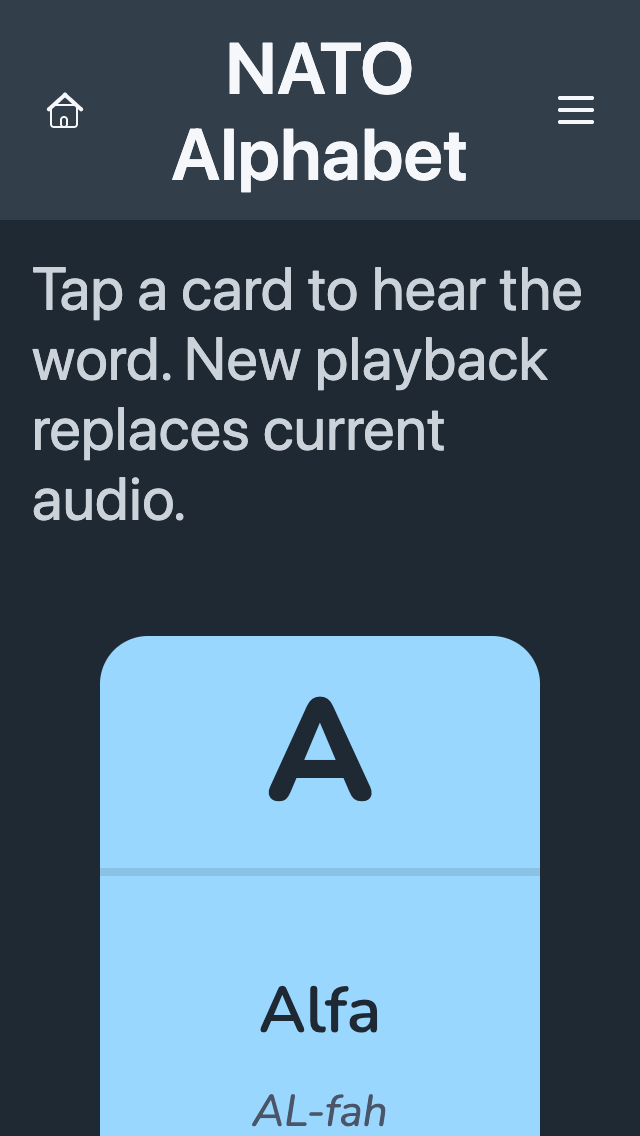 NATO
Alphabet
Tap a card to hear the
word. New playback
replaces current
audio.
A
Alfa
AL-fah